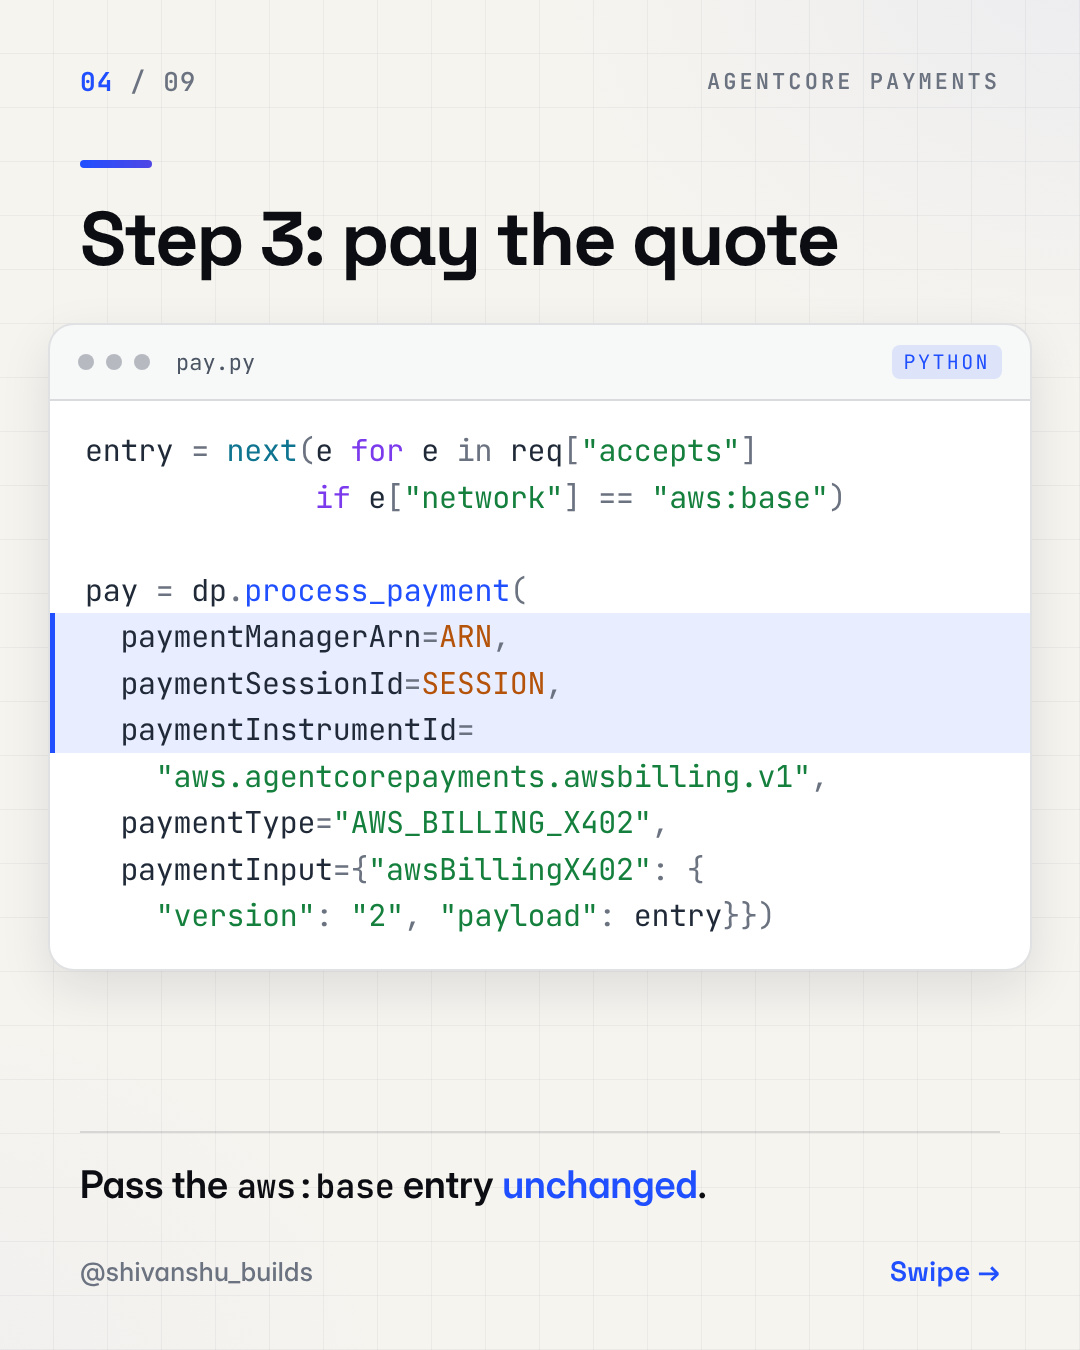 04 / 09
AGENTCORE PAYMENTS
Step 3: pay the quote
pay.py
PYTHON
entry = next(e for e in req["accepts"]
             if e["network"] == "aws:base")

pay = dp.process_payment(
  paymentManagerArn=ARN,
  paymentSessionId=SESSION,
  paymentInstrumentId=
    "aws.agentcorepayments.awsbilling.v1",
  paymentType="AWS_BILLING_X402",
  paymentInput={"awsBillingX402": {
    "version": "2", "payload": entry}})
Pass the aws:base entry unchanged.
@shivanshu_builds
Swipe →